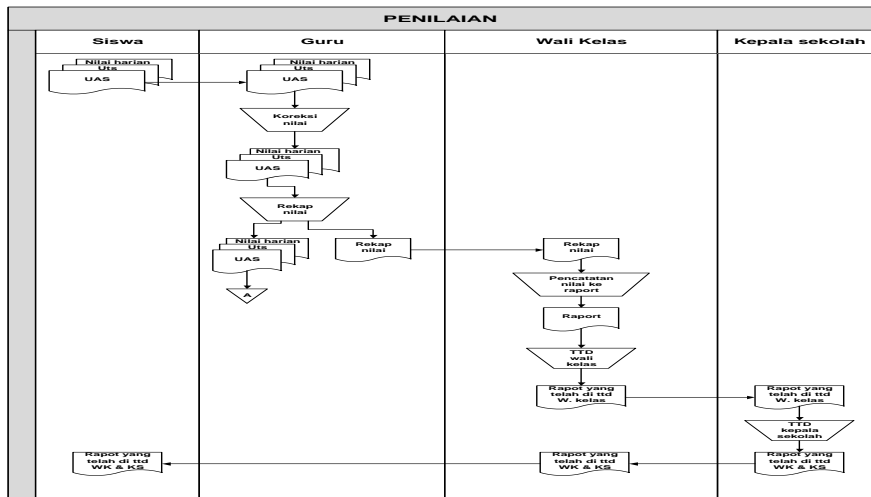 PENILAIAN
Siswa
Guru
Wali Kelas
Kepala sekolah
Nilai harian
Uts
UAS
Nilai harian
Uts
UAS
Koreksi
nilai
Nilai harian
Uts
UAS
Rekap
nilai
Nilai harian
Uts
UAS
A
Rekap
nilai
Rekap
nilai
Pencatatan
nilai ke
raport
Raport
TTD
wali
kelas
Rapot yang
telah di ttd
W. kelas
Rapot yang
telah di ttd
W. kelas
TTD
kepala
sekolah
Rapot yang
telah di ttd
WK & KS
Rapot yang
telah di ttd
WK & KS
Rapot yang
telah di ttd
WK & KS